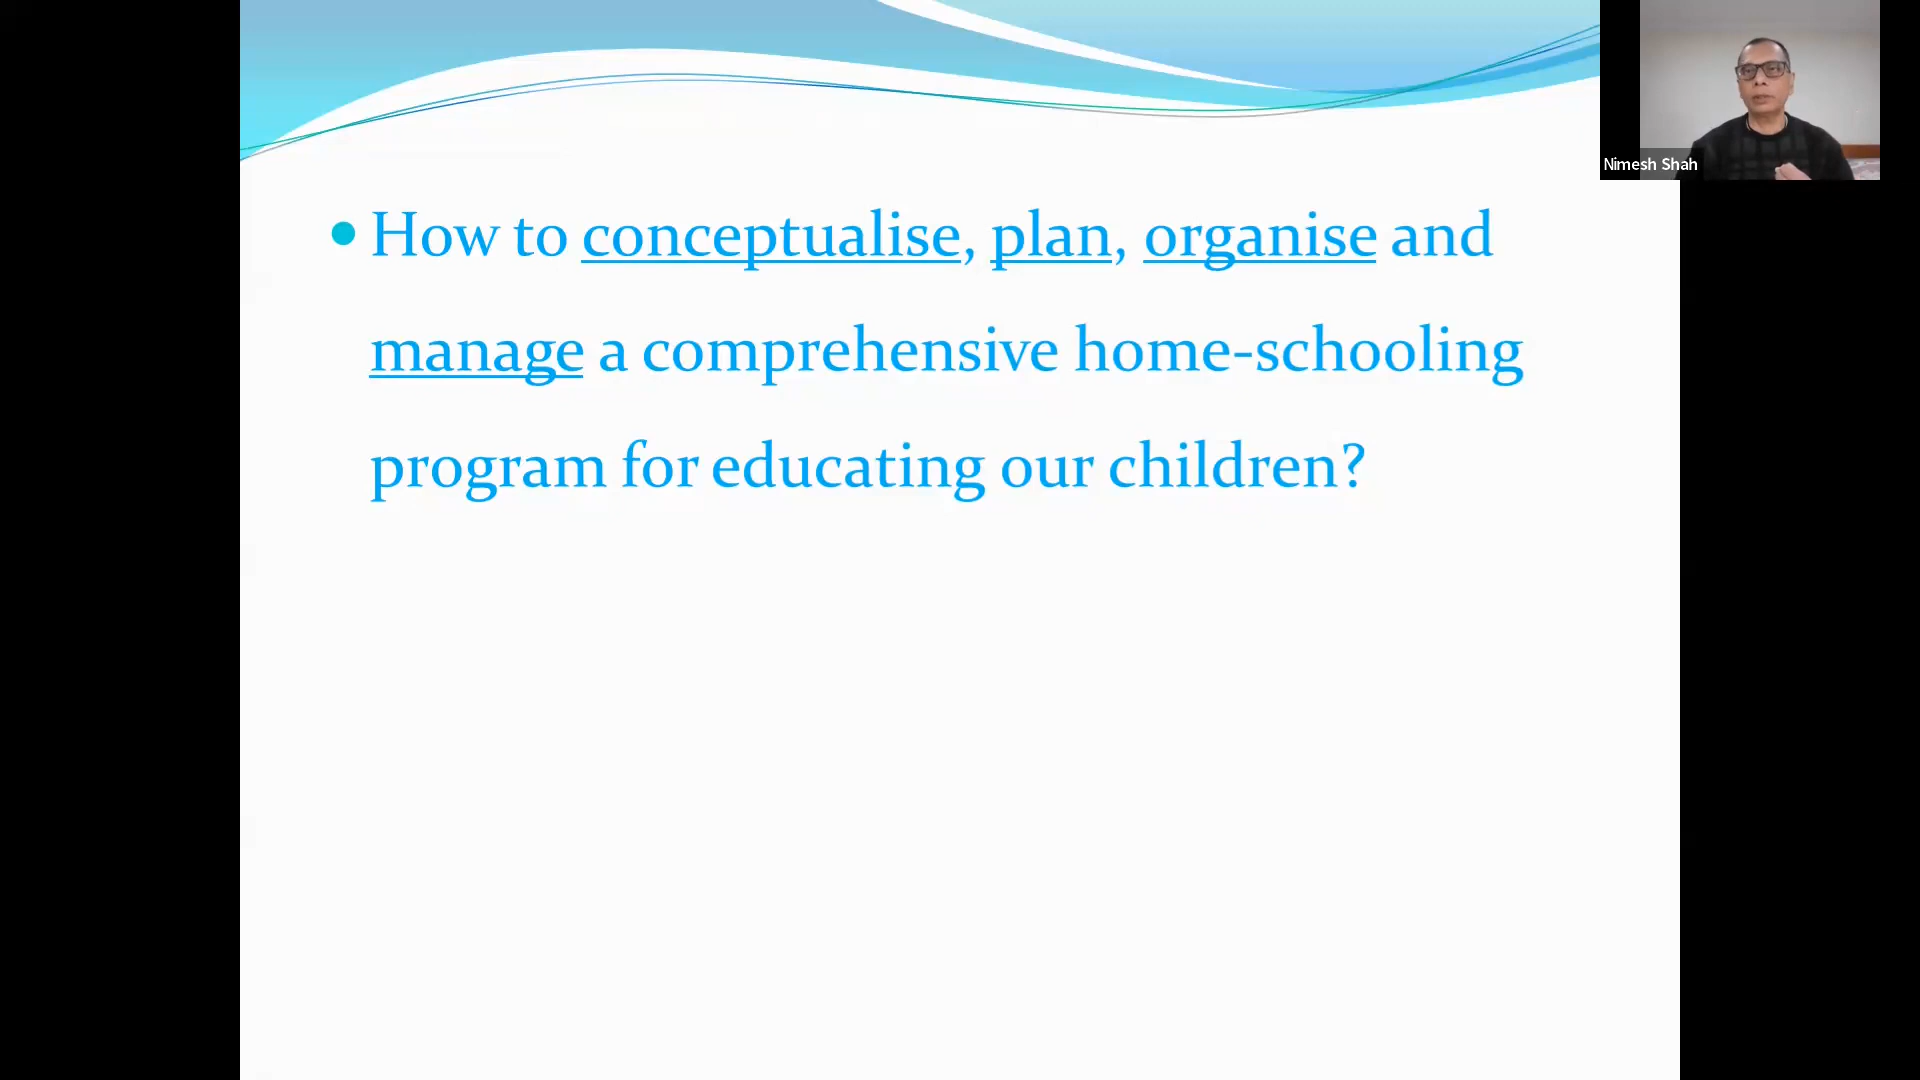 • How to conceptualise, plan, organise and
manage a comprehensive home-schooling
program for educating our children?
Nimesh Shah